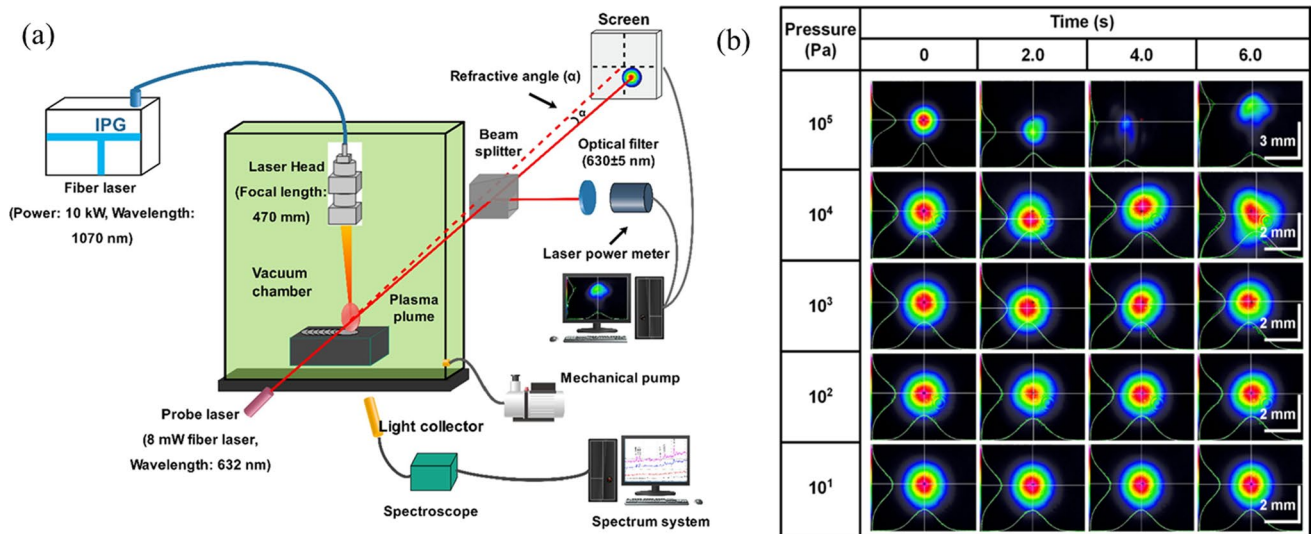 (a)
Screen
Refractive angle (α)
α
IPG
Fiber laser
(Power: 10 kW, Wavelength:
1070 nm)
Laser Head
(Focal length:
470 mm)
Beam
splitter
Optical filter
(630±5 nm)
Laser power meter
Vacuum
chamber
Plasma
plume
Mechanical pump
Probe laser
(8 mW fiber laser,
Wavelength: 632 nm)
Light collector
Spectroscope
Spectrum system
(b)
Pressure
(Pa)
Time (s)
0 2.0 4.0 6.0
10⁵
3 mm
10⁴
2 mm
10³
2 mm
10²
2 mm
10¹
2 mm